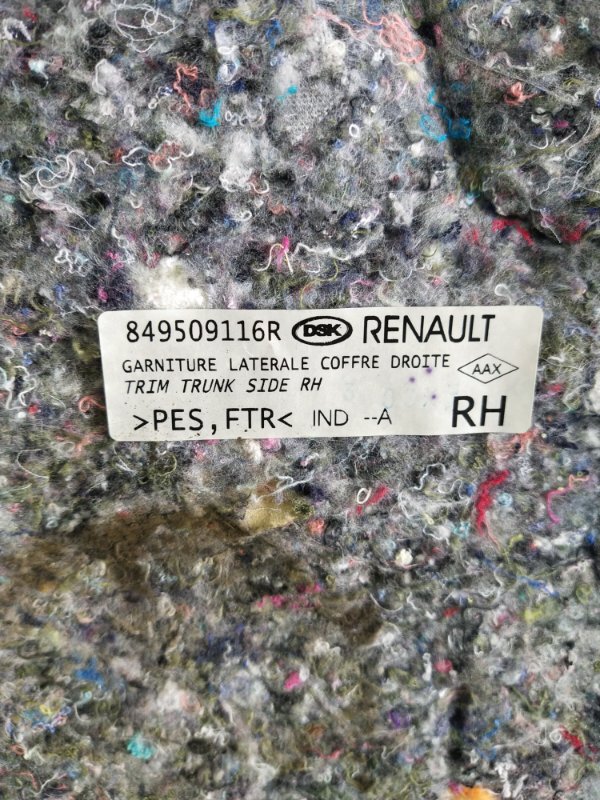 849509116R DSK RENAULT
GARNITURE LATERALE COFFRE DROITE AAX
TRIM TRUNK SIDE RH
>PES,FTR< IND --A RH